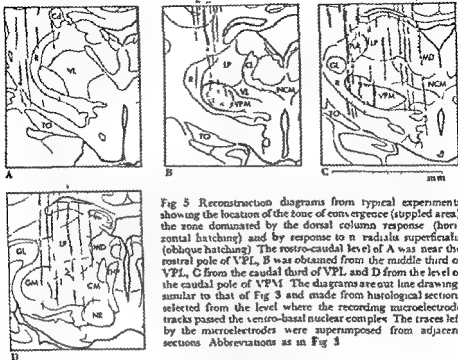 Cd
R
VL
TO
A
LP
CL
R
VL
VPM
NCM
TO
B
GL
Pul
LP
MD
R
VPM
NCM
TO
C
mm
LP
MD
GL
GM
CM
NR
D
Fig 5 Reconstruction diagrams from typical experiments
showing the location of the zone of convergence (stippled area)
the zone dominated by the dorsal column response (hori-
zontal hatching) and by response to n radialis superficialis
(oblique hatching) The rostro-caudal level of A was near the
rostral pole of VPL, B was obtained from the middle third of
VPL, C from the caudal third of VPL and D from the level of
the caudal pole of VPM The diagrams are out line drawings
similar to that of Fig 3 and made from histological sections
selected from the level where the recording microelectrode
tracks passed the ventro-basal nuclear complex The traces left
by the microelectrodes were superimposed from adjacent
sections Abbreviations as in Fig 3